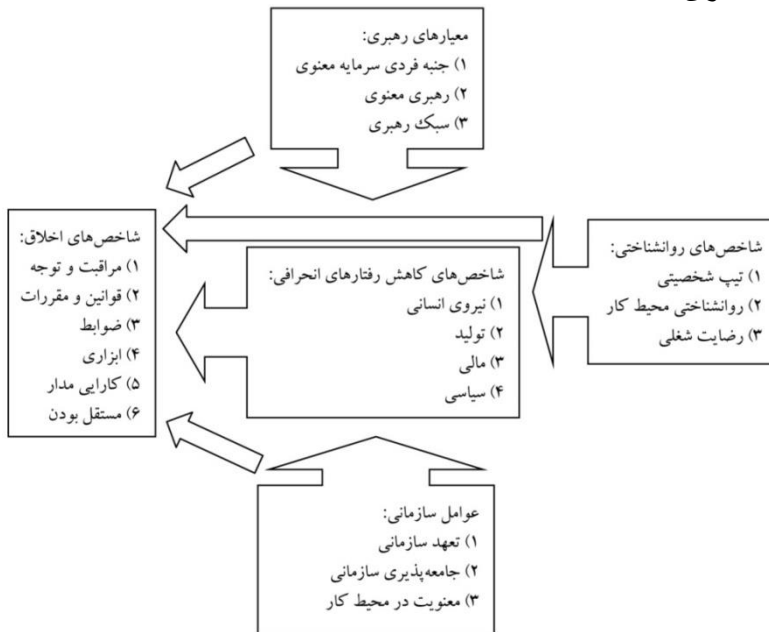 معیارهای رهبری:
۱) جنبه فردی سرمایه معنوی
۲) رهبری معنوی
۳) سبک رهبری
شاخص‌های روانشناختی:
۱) تیپ شخصیتی
۲) روانشناختی محیط کار
۳) رضایت شغلی
شاخص‌های کاهش رفتارهای انحرافی:
۱) نیروی انسانی
۲) تولید
۳) مالی
۴) سیاسی
شاخص‌های اخلاق:
۱) مراقبت و توجه
۲) قوانین و مقررات
۳) ضوابط
۴) ابزاری
۵) کارایی مدار
۶) مستقل بودن
عوامل سازمانی:
۱) تعهد سازمانی
۲) جامعه‌پذیری سازمانی
۳) معنویت در محیط کار